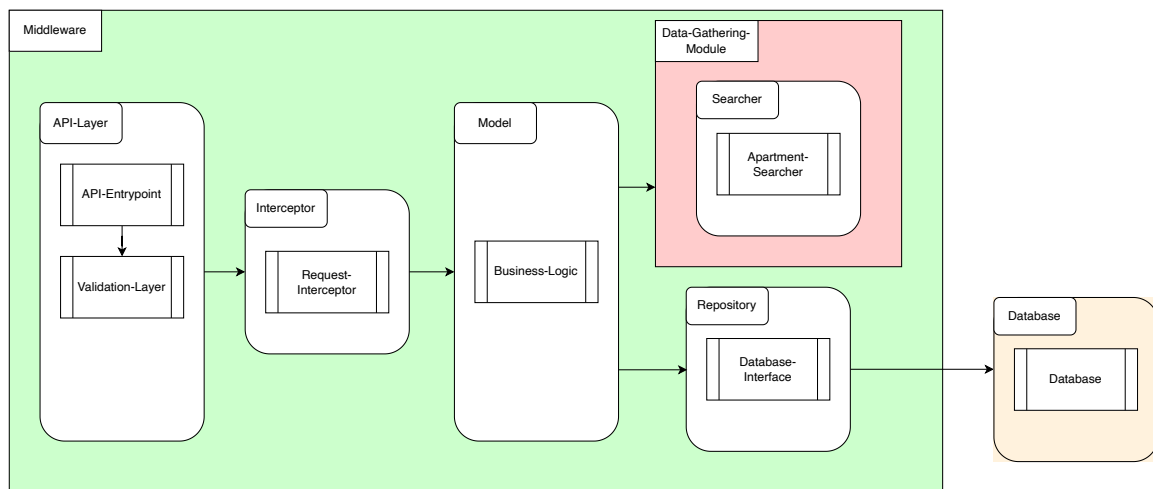 Middleware
Data-Gathering-
Module
Searcher
Apartment-
Searcher
API-Layer
API-Entrypoint
Validation-Layer
Interceptor
Request-
Interceptor
Model
Business-Logic
Repository
Database-
Interface
Database
Database